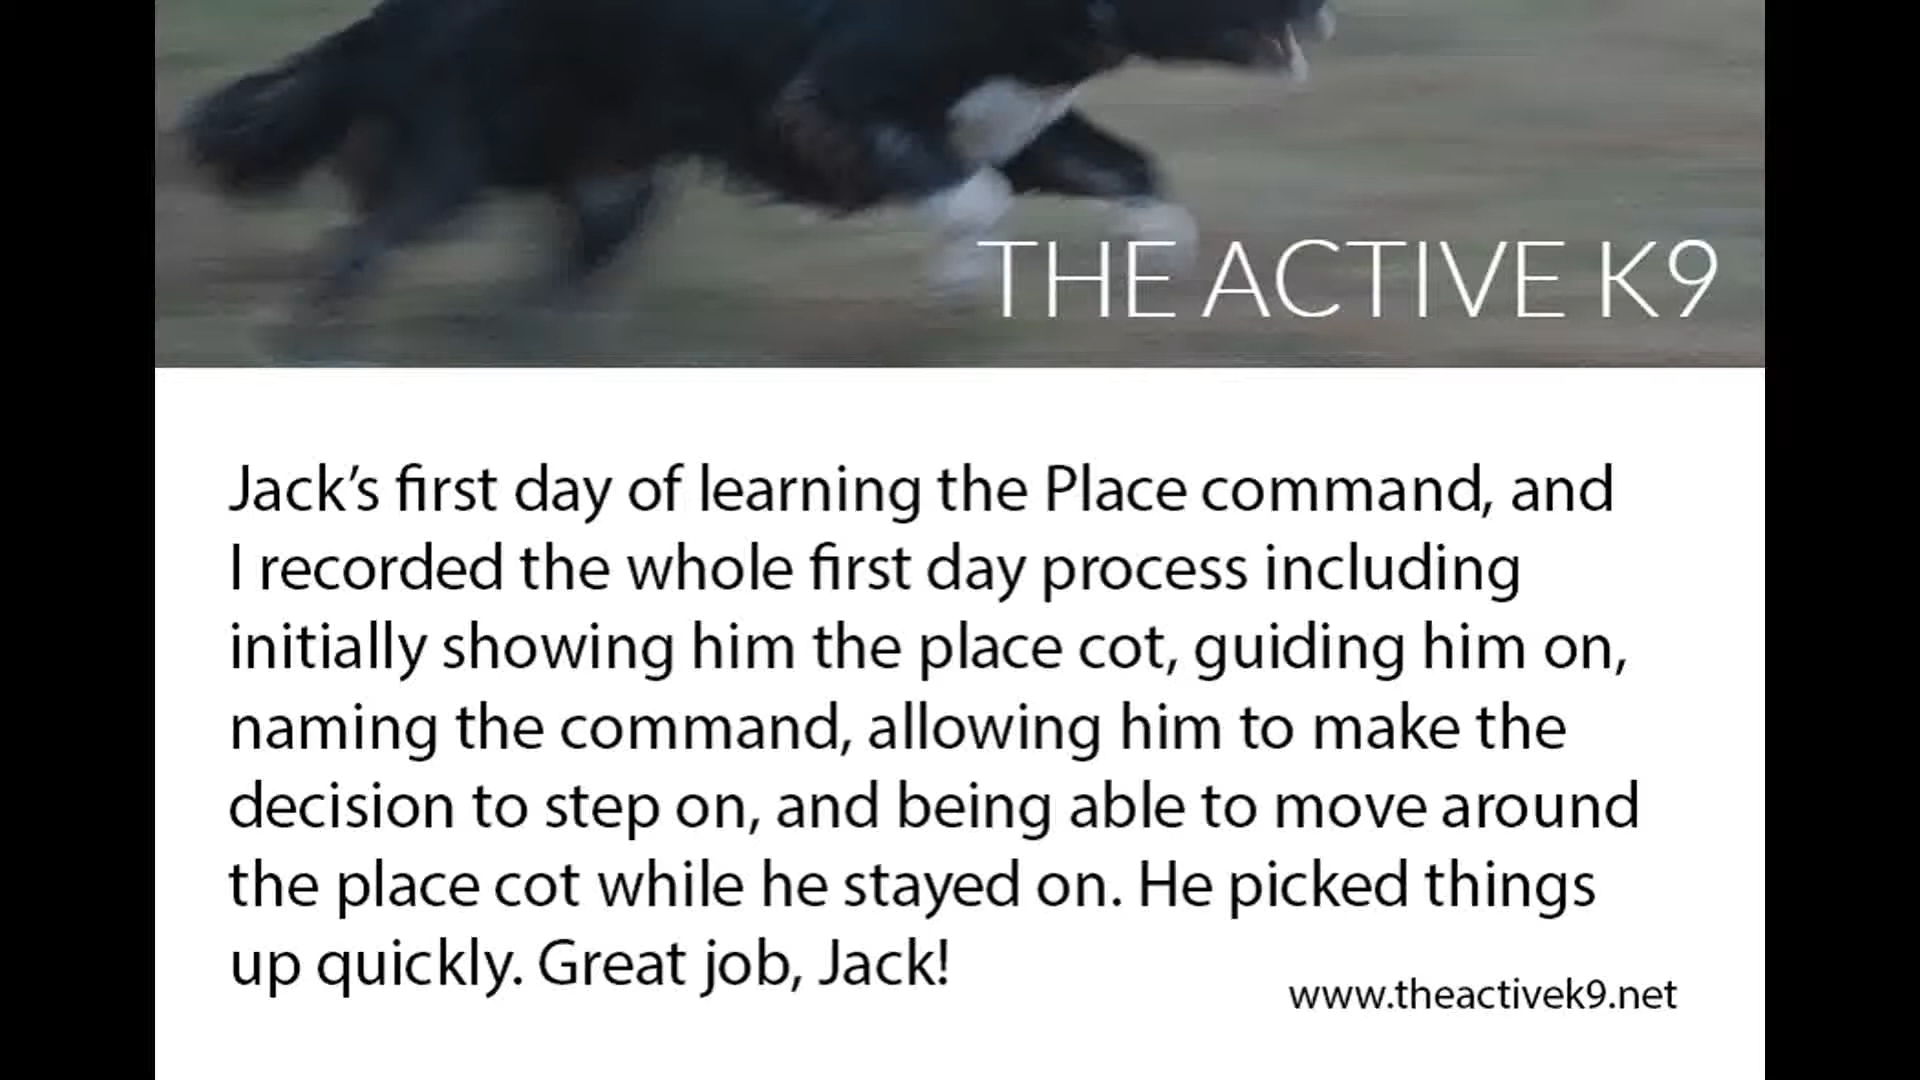 THE ACTIVE K9
Jack’s first day of learning the Place command, and
I recorded the whole first day process including
initially showing him the place cot, guiding him on,
naming the command, allowing him to make the
decision to step on, and being able to move around
the place cot while he stayed on. He picked things
up quickly. Great job, Jack!
www.theactivek9.net